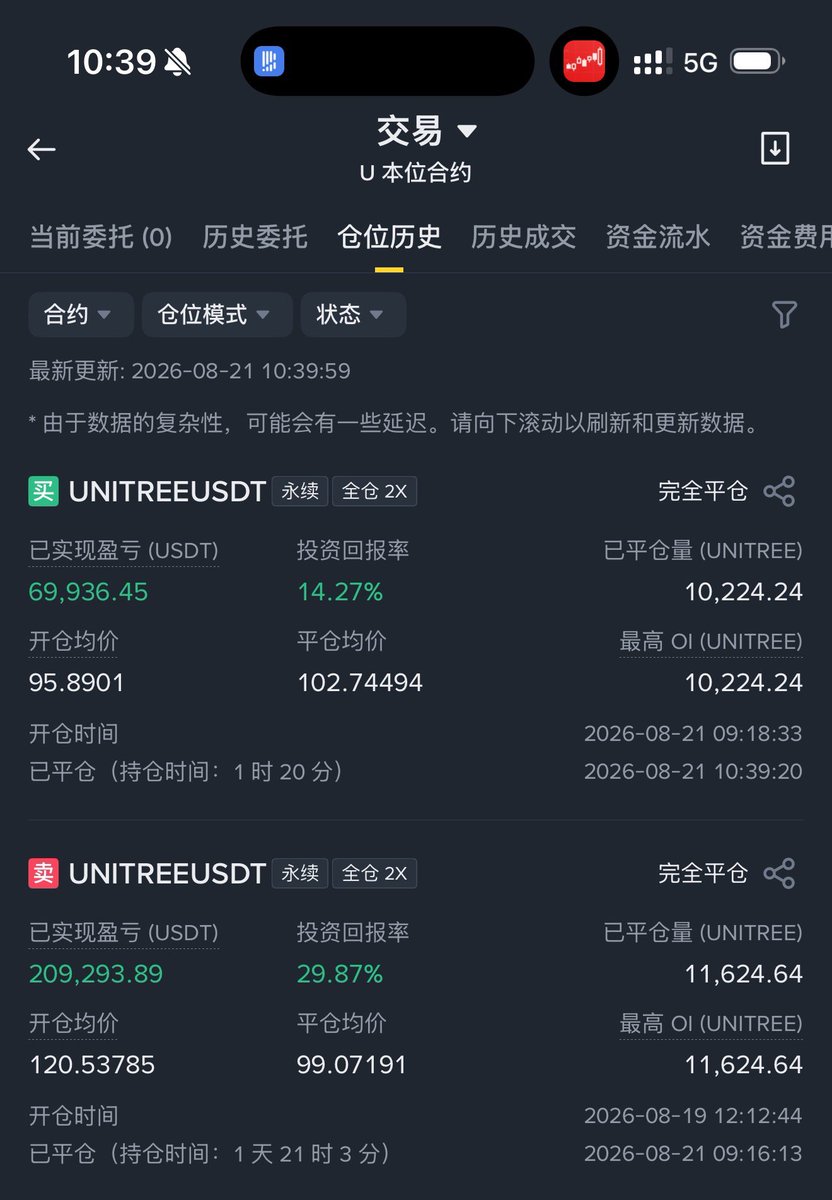 10:39 5G
交易
U 本位合约
当前委托 (0) 历史委托 仓位历史 历史成交 资金流水 资金费用
合约 仓位模式 状态
最新更新: 2026-08-21 10:39:59
* 由于数据的复杂性，可能会有一些延迟。请向下滚动以刷新和更新数据。
买 UNITREEUSDT 永续 全仓 2X 完全平仓
已实现盈亏 (USDT) 投资回报率 已平仓量 (UNITREE)
69,936.45 14.27% 10,224.24
开仓均价 平仓均价 最高 OI (UNITREE)
95.8901 102.74494 10,224.24
开仓时间 2026-08-21 09:18:33
已平仓（持仓时间：1 时 20 分） 2026-08-21 10:39:20
卖 UNITREEUSDT 永续 全仓 2X 完全平仓
已实现盈亏 (USDT) 投资回报率 已平仓量 (UNITREE)
209,293.89 29.87% 11,624.64
开仓均价 平仓均价 最高 OI (UNITREE)
120.53785 99.07191 11,624.64
开仓时间 2026-08-19 12:12:44
已平仓（持仓时间：1 天 21 时 3 分） 2026-08-21 09:16:13